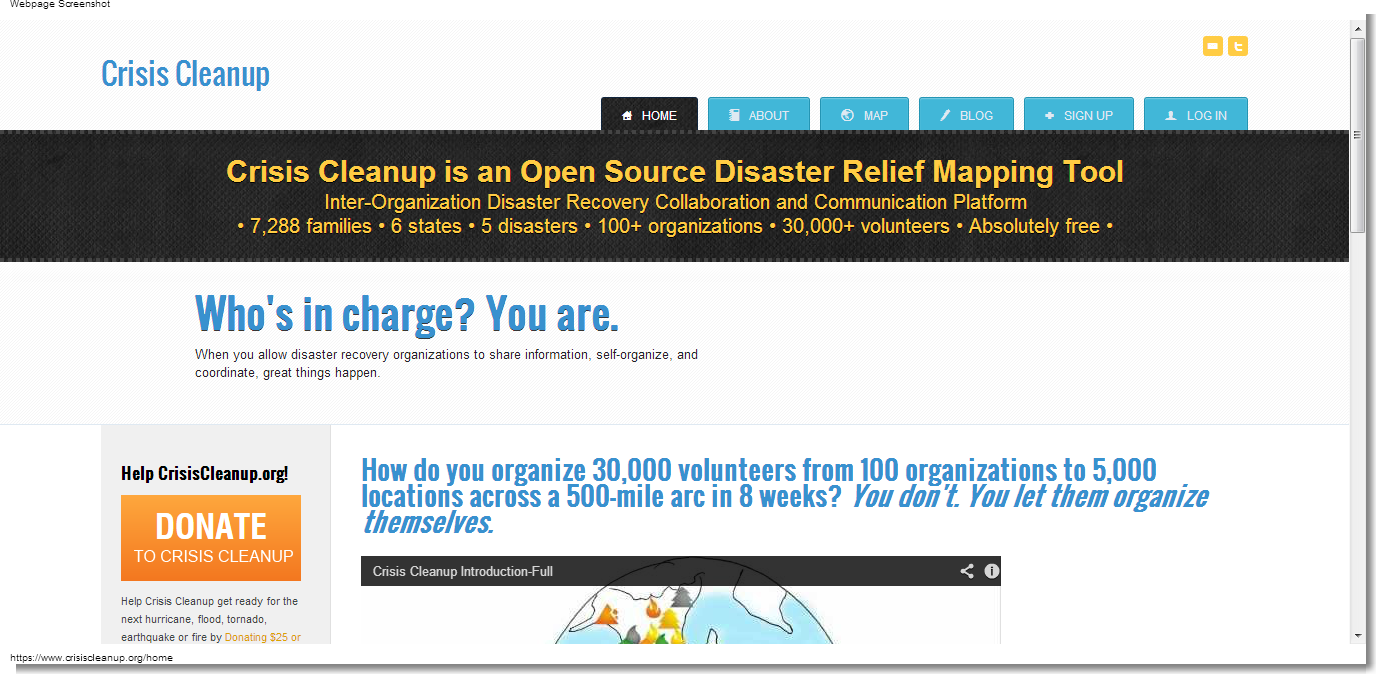 Webpage Screenshot
Crisis Cleanup
HOME
ABOUT
MAP
BLOG
SIGN UP
LOG IN
Crisis Cleanup is an Open Source Disaster Relief Mapping Tool
Inter-Organization Disaster Recovery Collaboration and Communication Platform
• 7,288 families • 6 states • 5 disasters • 100+ organizations • 30,000+ volunteers • Absolutely free •
Who's in charge? You are.
When you allow disaster recovery organizations to share information, self-organize, and
coordinate, great things happen.
Help CrisisCleanup.org!
DONATE
TO CRISIS CLEANUP
Help Crisis Cleanup get ready for the
next hurricane, flood, tornado,
earthquake or fire by Donating $25 or
How do you organize 30,000 volunteers from 100 organizations to 5,000
locations across a 500-mile arc in 8 weeks? You don't. You let them organize
themselves.
Crisis Cleanup Introduction-Full
https://www.crisiscleanup.org/home